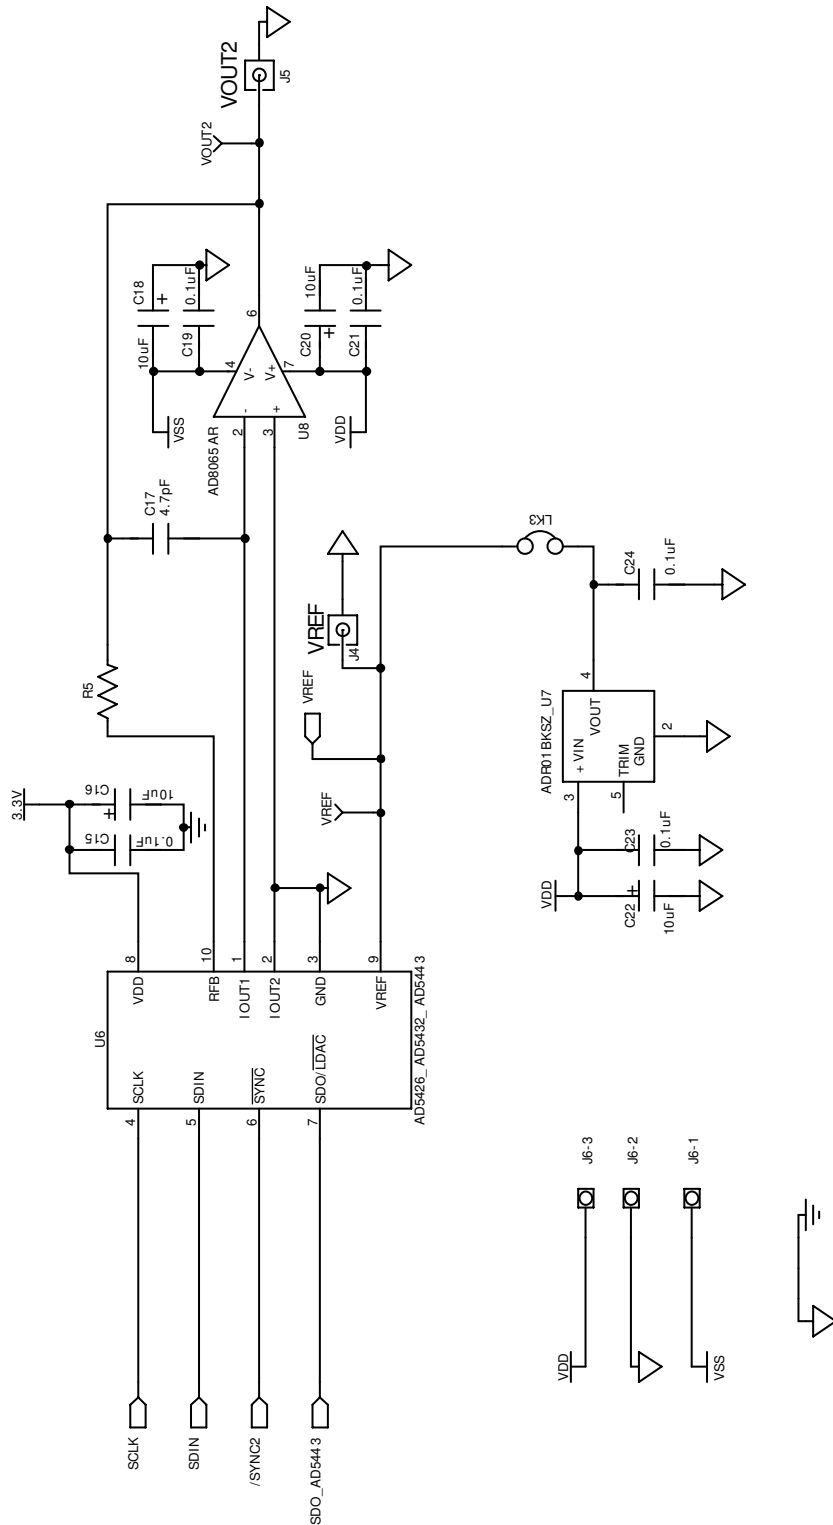 VOUT2
J5
VOUT2
C18
10uF
0.1uF
C19
10uF
C20
0.1uF
C21
6
4
V-
V+
7
-
+
2
3
AD8065AR
U8
VSS
VDD
C17
4.7pF
R5
VREF
J4
VREF
VREF
LK3
C24
0.1uF
ADR01BKSZ_U7
4
VOUT
+VIN
TRIM
GND
3
5
2
VDD
C23
0.1uF
C22
10uF
3.3V
C16
10uF
C15
0.1uF
U6
8
VDD
10
RFB
1
IOUT1
2
IOUT2
3
GND
9
VREF
SCLK
4
SDIN
5
SYNC
6
SDO/LDAC
7
AD5426_AD5432_AD5443
SCLK
SDIN
/SYNC2
SDO_AD5443
VDD
J6-3
J6-2
J6-1
VSS